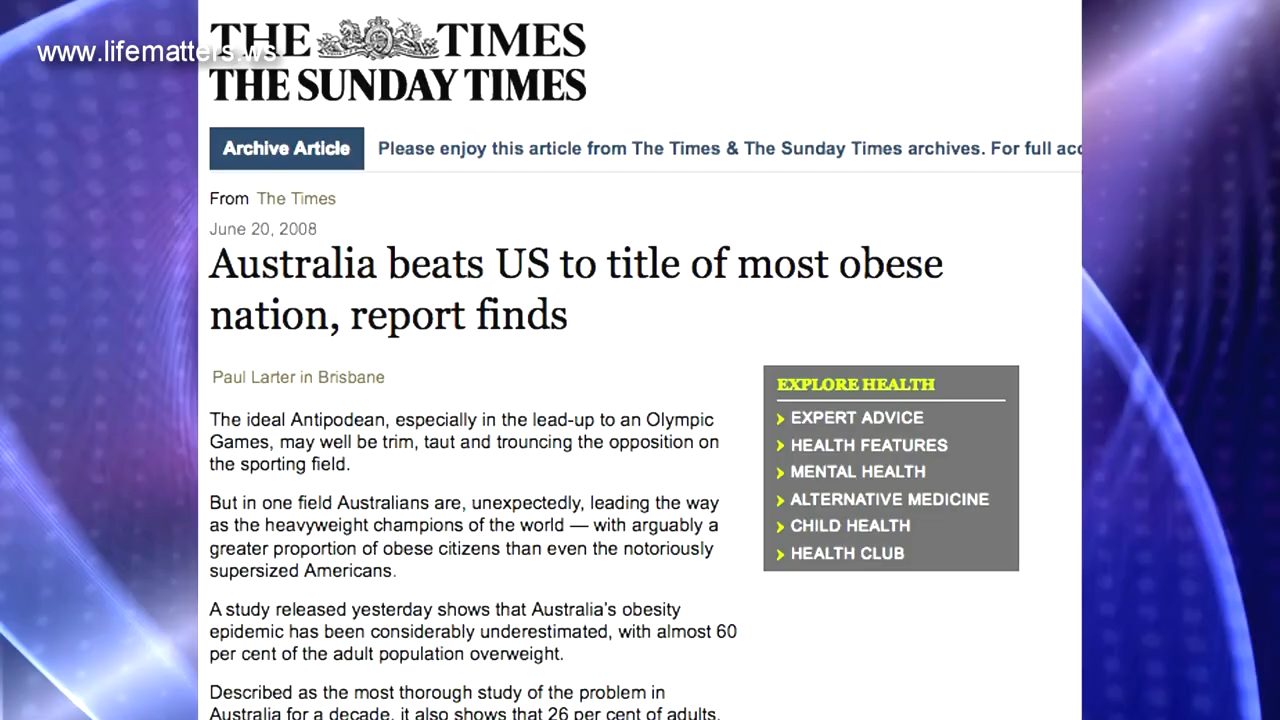 www.lifematters.ws
THE TIMES
THE SUNDAY TIMES
Archive Article Please enjoy this article from The Times & The Sunday Times archives. For full
From The Times
June 20, 2008
Australia beats US to title of most obese
nation, report finds
Paul Larter in Brisbane
The ideal Antipodean, especially in the lead-up to an Olympic
Games, may well be trim, taut and trouncing the opposition on
the sporting field.
But in one field Australians are, unexpectedly, leading the way
as the heavyweight champions of the world — with arguably a
greater proportion of obese citizens than even the notoriously
supersized Americans.
A study released yesterday shows that Australia's obesity
epidemic has been considerably underestimated, with almost 60
per cent of the adult population overweight.
Described as the most thorough study of the problem in
Australia for a decade, it also shows that 26 per cent of adults,
EXPLORE HEALTH
EXPERT ADVICE
HEALTH FEATURES
MENTAL HEALTH
ALTERNATIVE MEDICINE
CHILD HEALTH
HEALTH CLUB